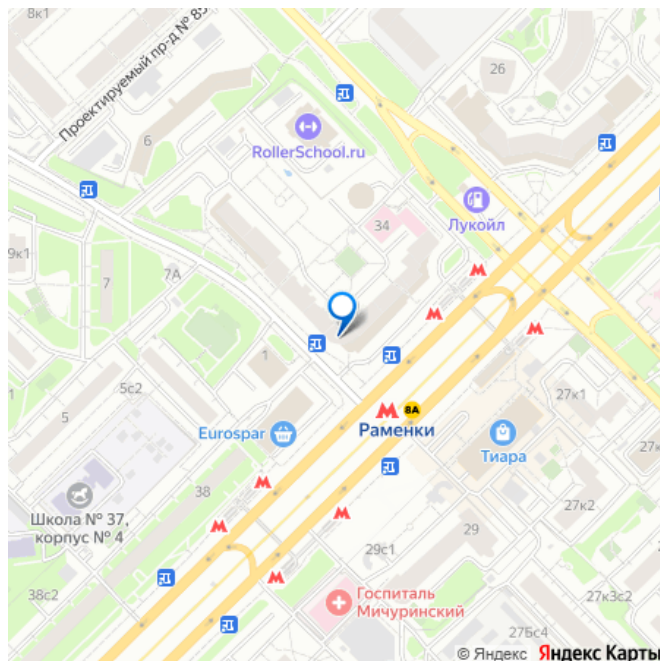 8к1
Проектируемый пр-д № 85
26
6
RollerSchool.ru
34
Лукойл
9к1
7А
7
1
5с2
5
8А
Раменки
27к1
Eurospar
Тиара
38
Школа № 37,
корпус № 4
27к2
29
29с1
38с2
Госпиталь
Мичуринский
27к3с2
27Бс4
© Яндекс Яндекс Карты